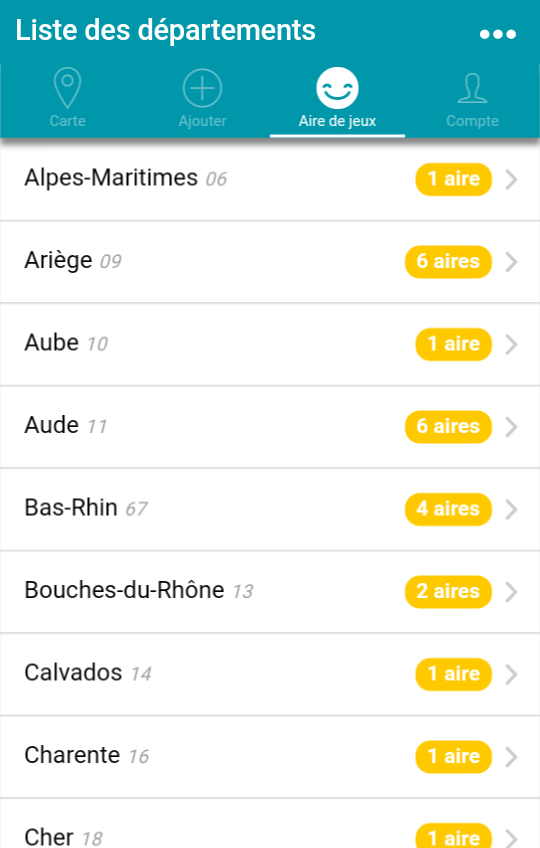 Liste des départements
Carte
Ajouter
Aire de jeux
Compte
Alpes-Maritimes 06 1 aire
Ariège 09 6 aires
Aube 10 1 aire
Aude 11 6 aires
Bas-Rhin 67 4 aires
Bouches-du-Rhône 13 2 aires
Calvados 14 1 aire
Charente 16 1 aire
Cher 18 1 aire